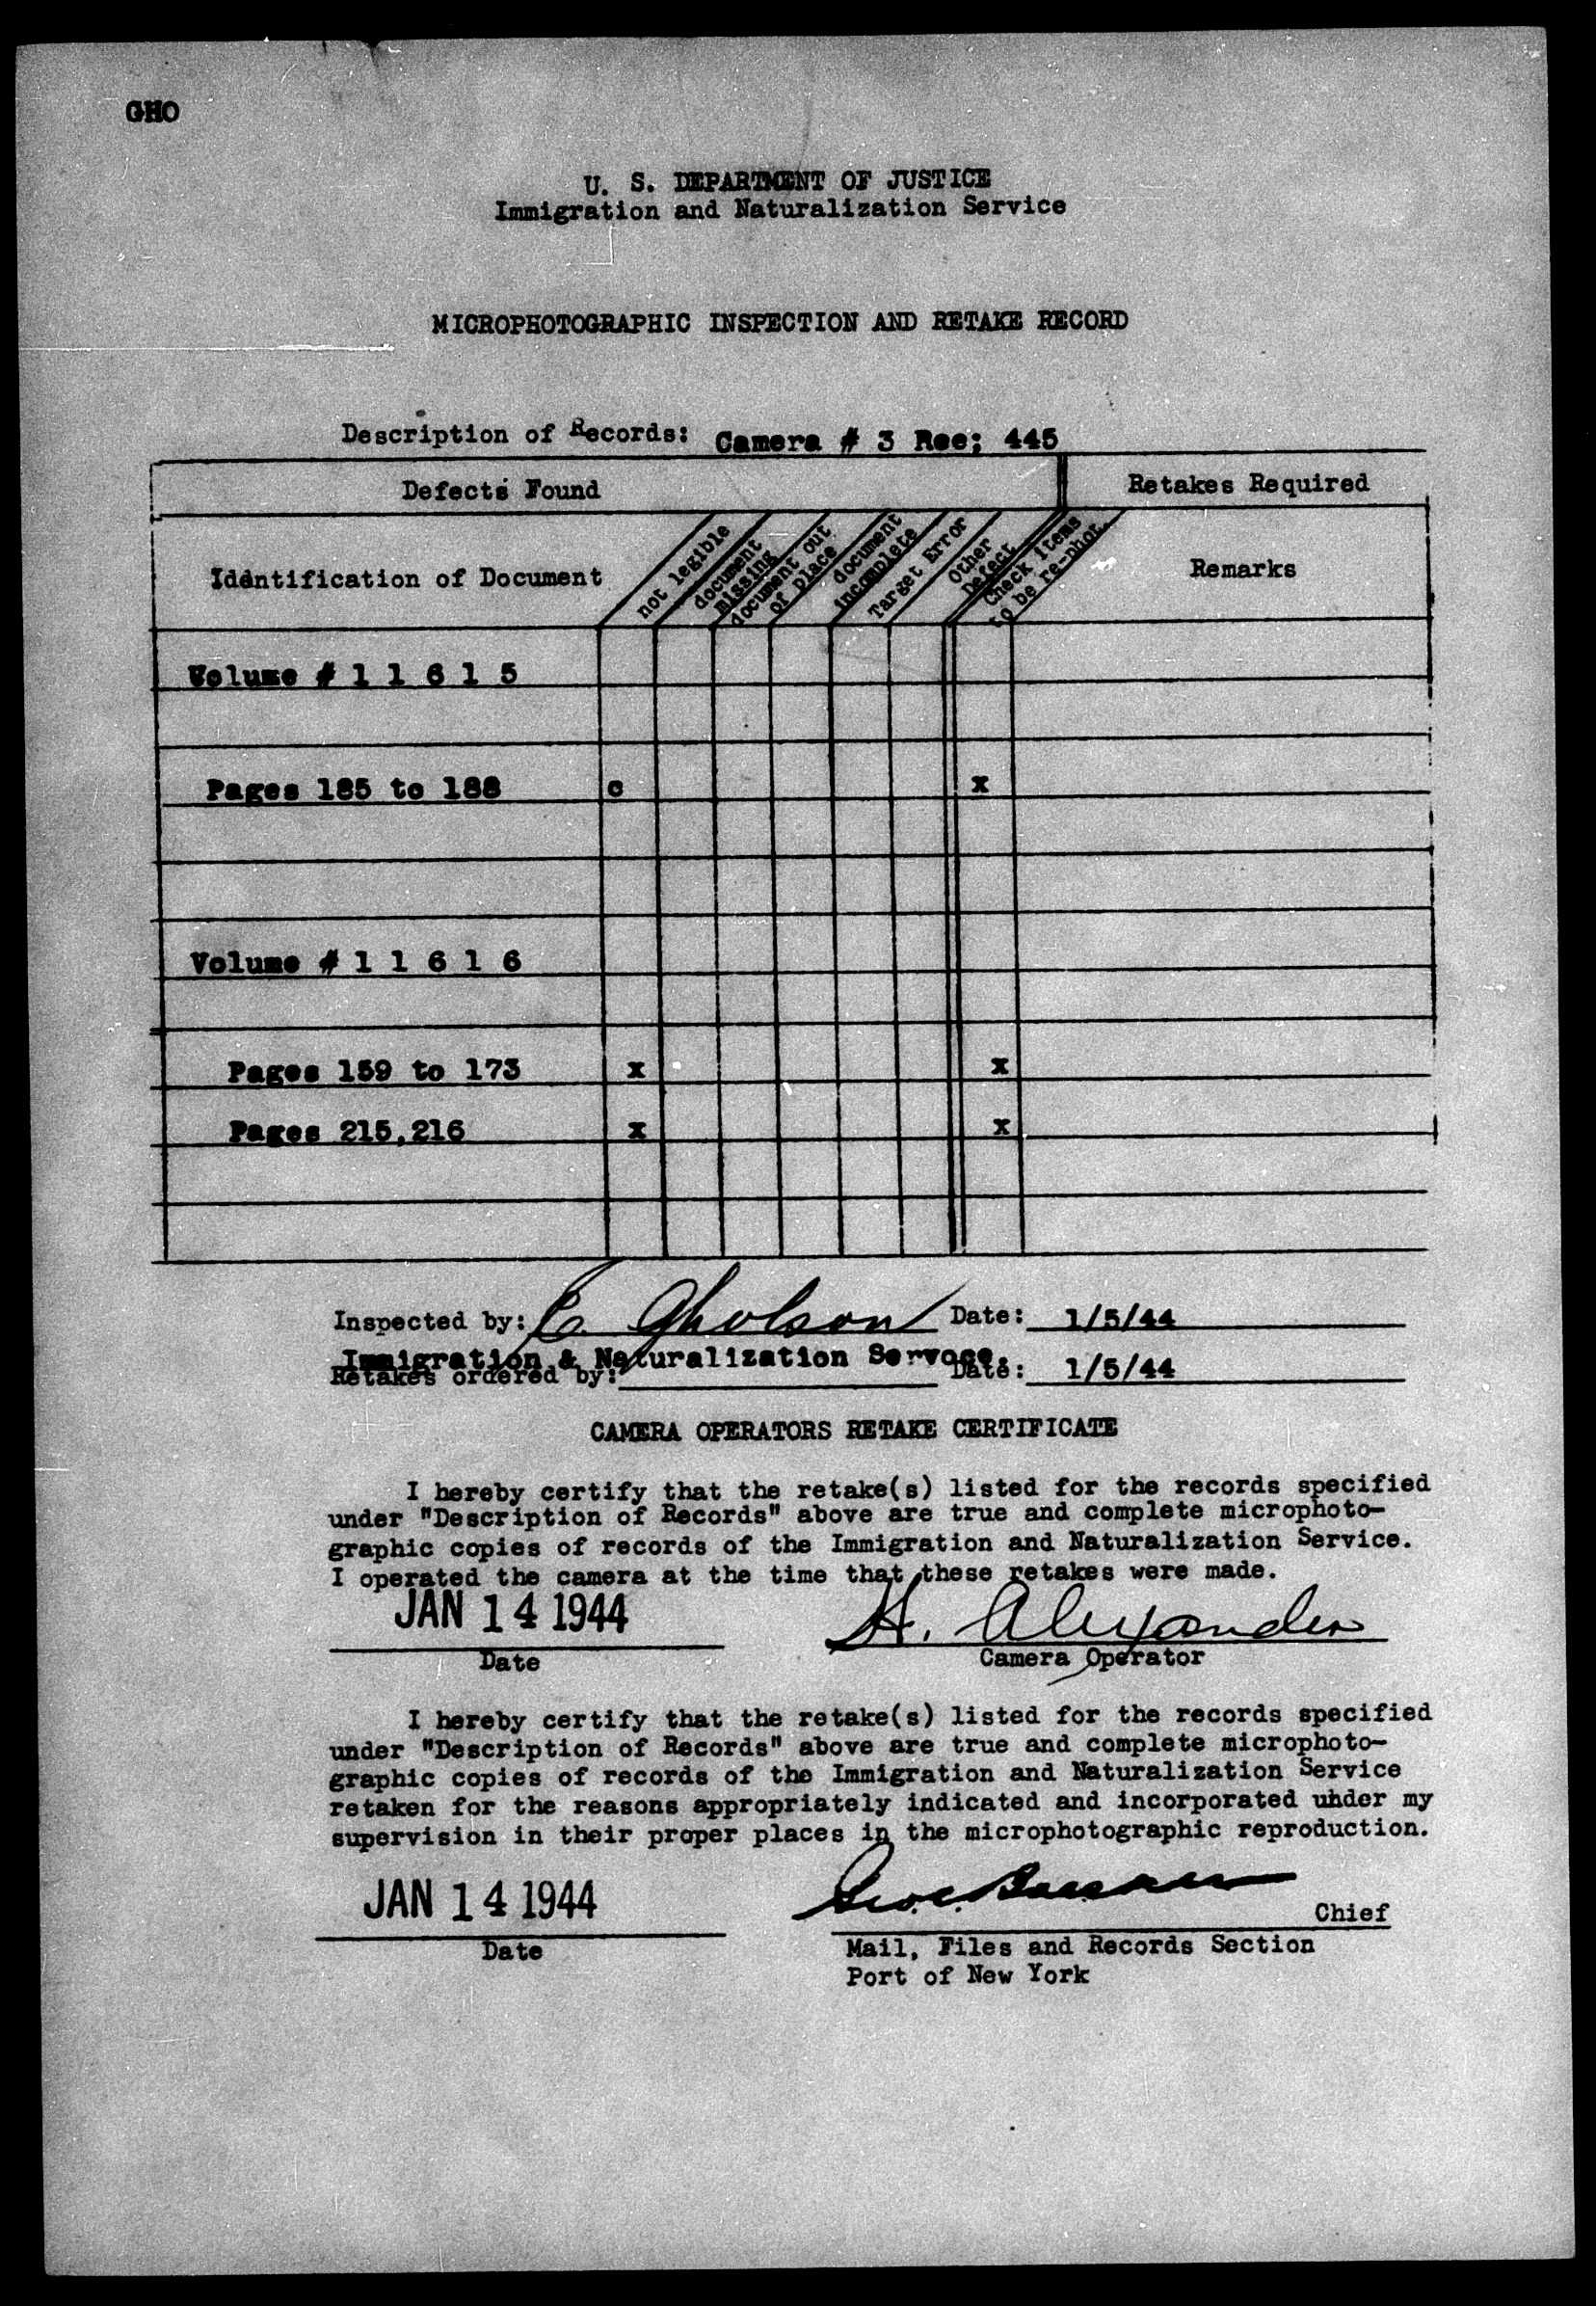 GHO
U. S. DEPARTMENT OF JUSTICE
Immigration and Naturalization Service
MICROPHOTOGRAPHIC INSPECTION AND RETAKE RECORD
Description of Records: Camera # 3 Ree; 445
Defects Found Retakes Required
Identification of Document
not legible
document missing
document out of place
document incomplete
Target Error
Other Defect
Check items to be re-phot.
Remarks
Volume # 1 1 6 1 5
Pages 185 to 188 c x
Volume # 1 1 6 1 6
Pages 159 to 173 x x
Pages 215,216 x x
Inspected by: C. Gholson Date: 1/5/44
Immigration & Naturalization Servoce.
Retakes ordered by: Date: 1/5/44
CAMERA OPERATORS RETAKE CERTIFICATE
I hereby certify that the retake(s) listed for the records specified
under "Description of Records" above are true and complete microphoto-
graphic copies of records of the Immigration and Naturalization Service.
I operated the camera at the time that these retakes were made.
JAN 14 1944 H. Alexander
Date Camera Operator
I hereby certify that the retake(s) listed for the records specified
under "Description of Records" above are true and complete microphoto-
graphic copies of records of the Immigration and Naturalization Service
retaken for the reasons appropriately indicated and incorporated under my
supervision in their proper places in the microphotographic reproduction.
JAN 14 1944 Chief
Date Mail, Files and Records Section
Port of New York